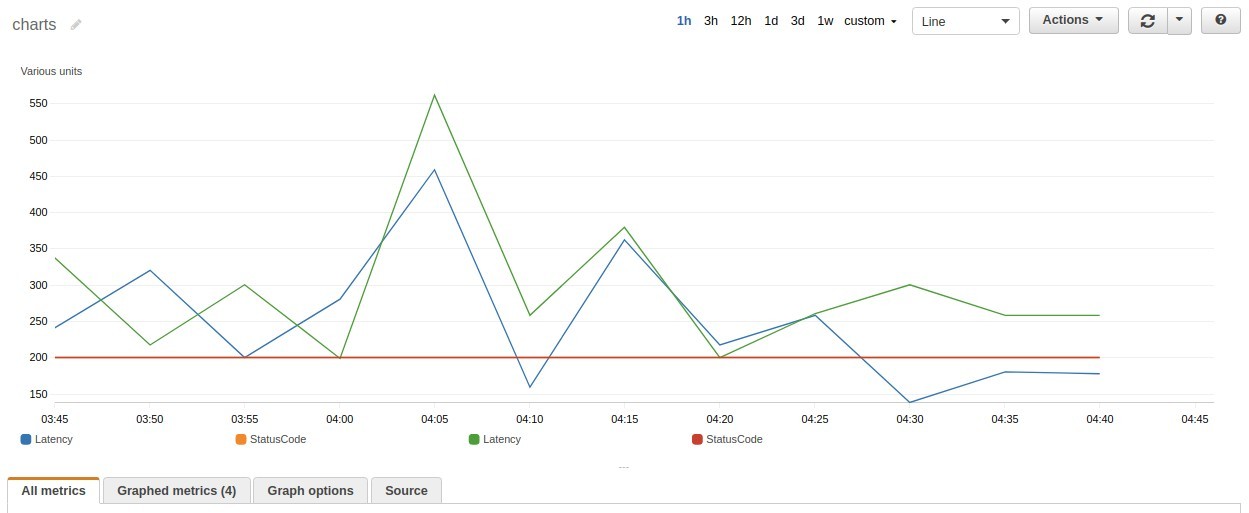 charts
1h 3h 12h 1d 3d 1w custom Line Actions ?
Various units
550
500
450
400
350
300
250
200
150
03:45 03:50 03:55 04:00 04:05 04:10 04:15 04:20 04:25 04:30 04:35 04:40 04:45
Latency StatusCode Latency StatusCode
All metrics Graphed metrics (4) Graph options Source